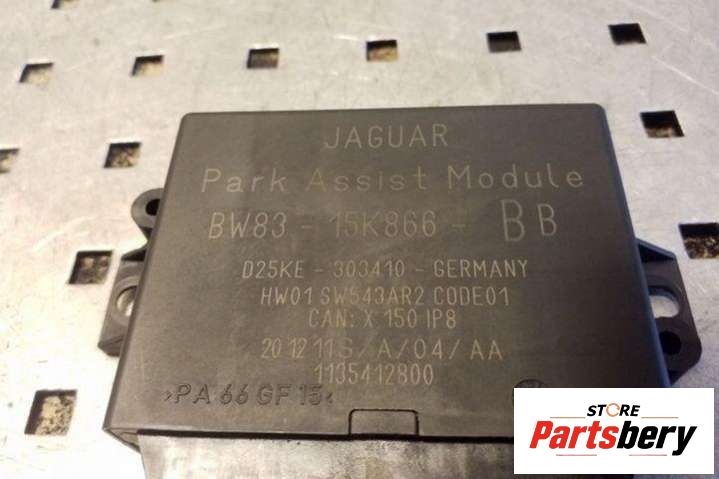 JAGUAR
Park Assist Module
BW83 - 15K866 - BB
D25KE - 303410 - GERMANY
HW01 SW543AR2 CODE01
CAN: X 150 IP8
20 12 11S/A/04/AA
1135412800
>PA 66 GF 15<
STORE
Partsbery